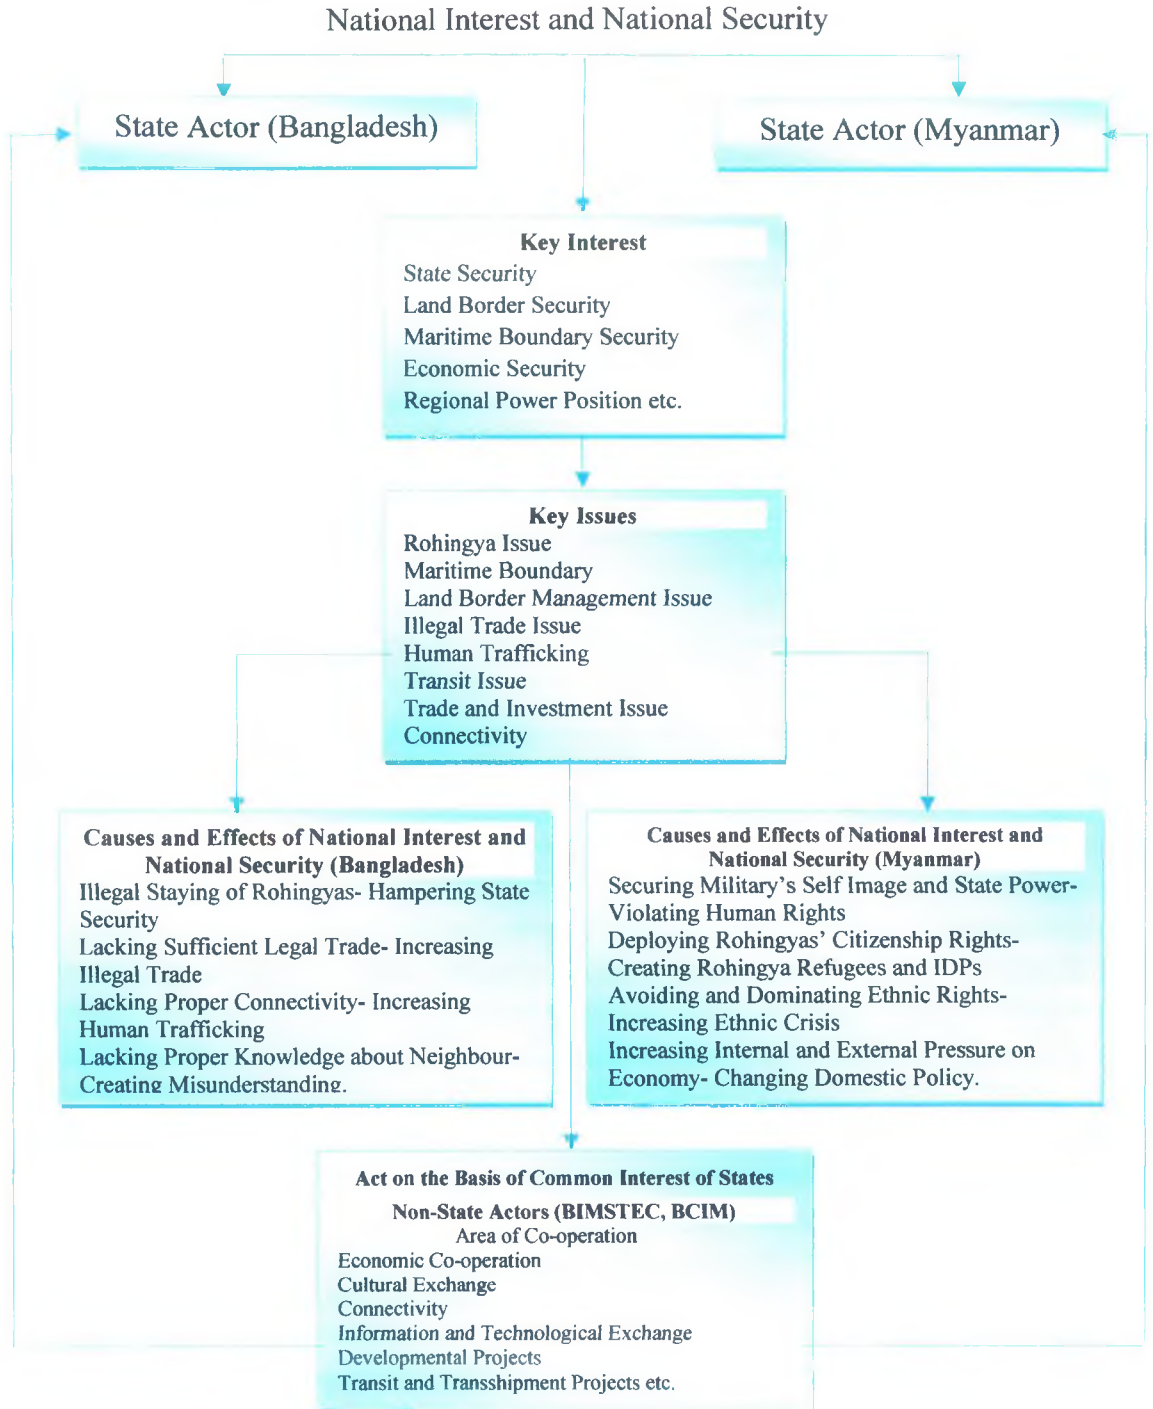 National Interest and National Security
State Actor (Bangladesh)
State Actor (Myanmar)
Key Interest
State Security
Land Border Security
Maritime Boundary Security
Economic Security
Regional Power Position etc.
Key Issues
Rohingya Issue
Maritime Boundary
Land Border Management Issue
Illegal Trade Issue
Human Trafficking
Transit Issue
Trade and Investment Issue
Connectivity
Causes and Effects of National Interest and
National Security (Bangladesh)
Illegal Staying of Rohingyas- Hampering State
Security
Lacking Sufficient Legal Trade- Increasing
Illegal Trade
Lacking Proper Connectivity- Increasing
Human Trafficking
Lacking Proper Knowledge about Neighbour-
Creating Misunderstanding.
Causes and Effects of National Interest and
National Security (Myanmar)
Securing Military's Self Image and State Power-
Violating Human Rights
Deploying Rohingyas' Citizenship Rights-
Creating Rohingya Refugees and IDPs
Avoiding and Dominating Ethnic Rights-
Increasing Ethnic Crisis
Increasing Internal and External Pressure on
Economy- Changing Domestic Policy.
Act on the Basis of Common Interest of States
Non-State Actors (BIMSTEC, BCIM)
Area of Co-operation
Economic Co-operation
Cultural Exchange
Connectivity
Information and Technological Exchange
Developmental Projects
Transit and Transshipment Projects etc.